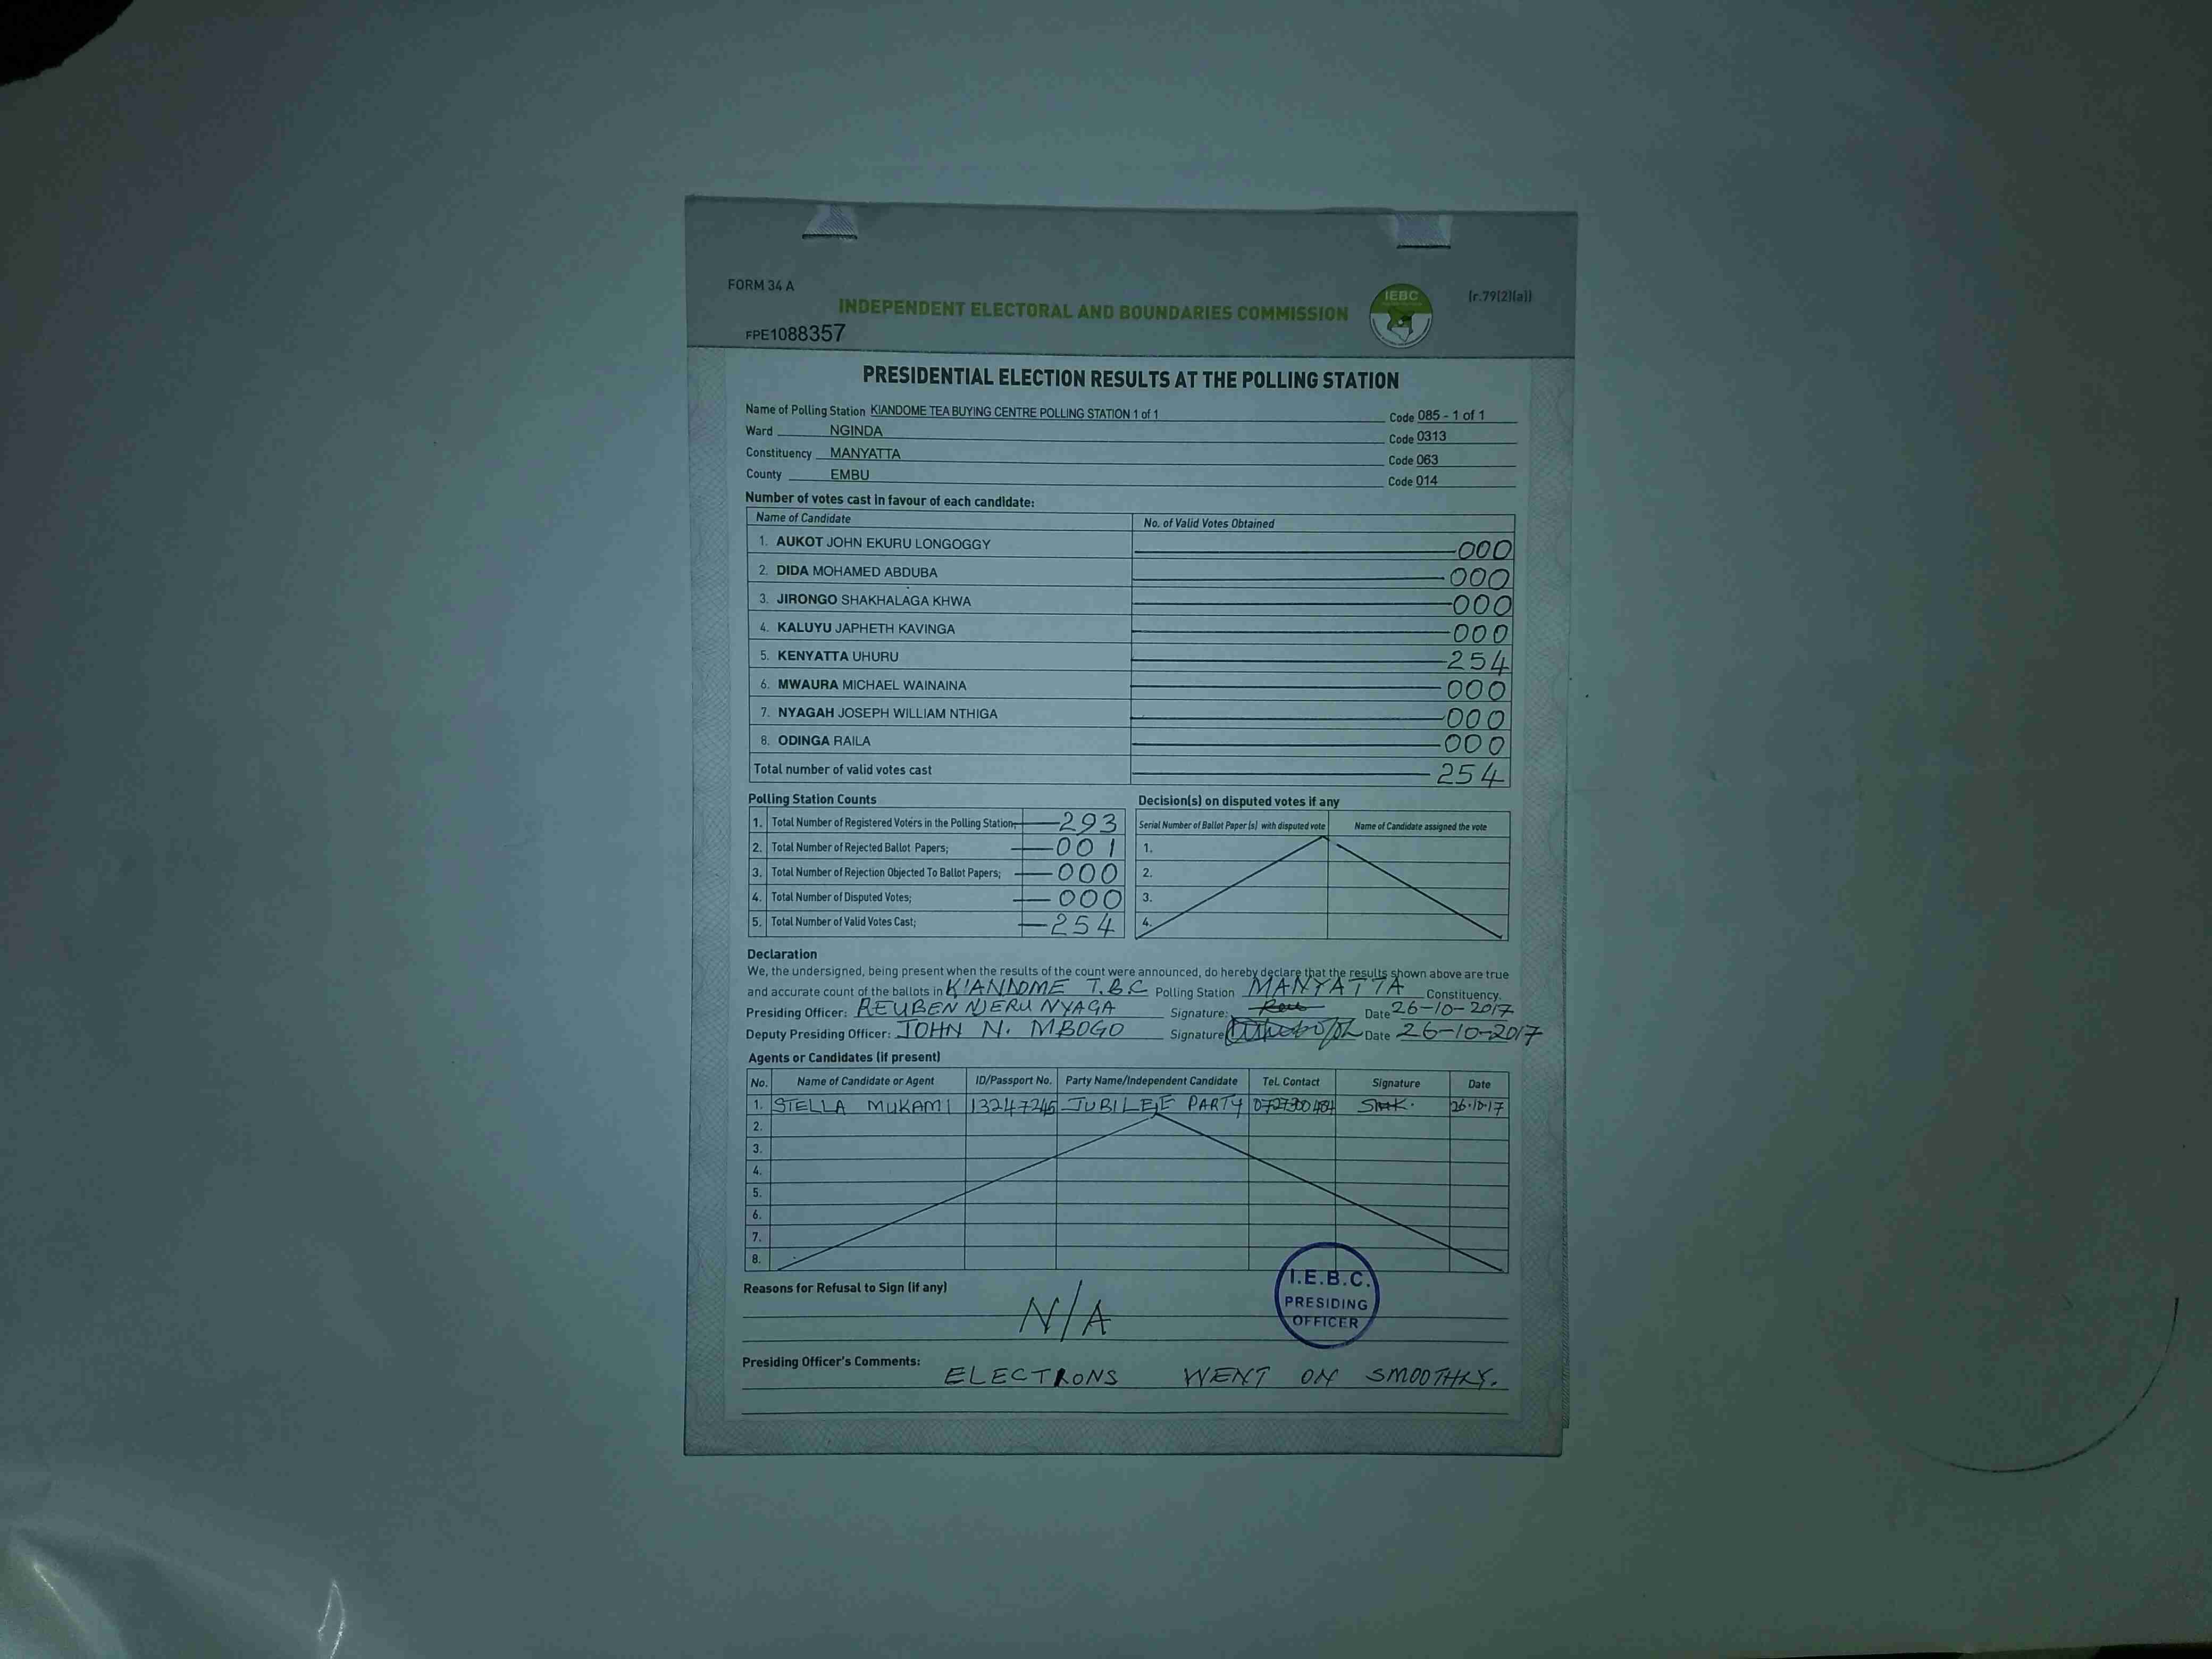 FORM 34 A
INDEPENDENT ELECTORAL AND BOUNDARIES COMMISSION
IEBC
(r.79(2)(a))
FPE1088357
PRESIDENTIAL ELECTION RESULTS AT THE POLLING STATION
Name of Polling Station KIANDOME TEA BUYING CENTRE POLLING STATION 1 of 1 Code 085 - 1 of 1
Ward NGINDA Code 0313
Constituency MANYATTA Code 063
County EMBU Code 014
Number of votes cast in favour of each candidate:
Name of Candidate No. of Valid Votes Obtained
1. AUKOT JOHN EKURU LONGOGGY 000
2. DIDA MOHAMED ABDUBA 000
3. JIRONGO SHAKHALAGA KHWA 000
4. KALUYU JAPHETH KAVINGA 000
5. KENYATTA UHURU 254
6. MWAURA MICHAEL WAINAINA 000
7. NYAGAH JOSEPH WILLIAM NTHIGA 000
8. ODINGA RAILA 000
Total number of valid votes cast 254
Polling Station Counts
1. Total Number of Registered Voters in the Polling Station; 293
2. Total Number of Rejected Ballot Papers; 001
3. Total Number of Rejection Objected To Ballot Papers; 000
4. Total Number of Disputed Votes; 000
5. Total Number of Valid Votes Cast; 254
Decision(s) on disputed votes if any
Serial Number of Ballot Paper (s) with disputed vote Name of Candidate assigned the vote
1.
2.
3.
4.
Declaration
We, the undersigned, being present when the results of the count were announced, do hereby declare that the results shown above are true
and accurate count of the ballots in K'ANDOME T.B.C Polling Station MANYATTA Constituency.
Presiding Officer: REUBEN NJERU NYAGA Signature: Date 26-10-2017
Deputy Presiding Officer: JOHN N. MBOGO Signature Date 26-10-2017
Agents or Candidates (if present)
No. Name of Candidate or Agent ID/Passport No. Party Name/Independent Candidate Tel. Contact Signature Date
1. STELLA MUKAMI 13247245 JUBILEE PARTY 26.10.17
2.
3.
4.
5.
6.
7.
8.
Reasons for Refusal to Sign (if any)
N/A
I.E.B.C.
PRESIDING
OFFICER
Presiding Officer's Comments:
ELECTRONS WENT ON SMOOTHLY.